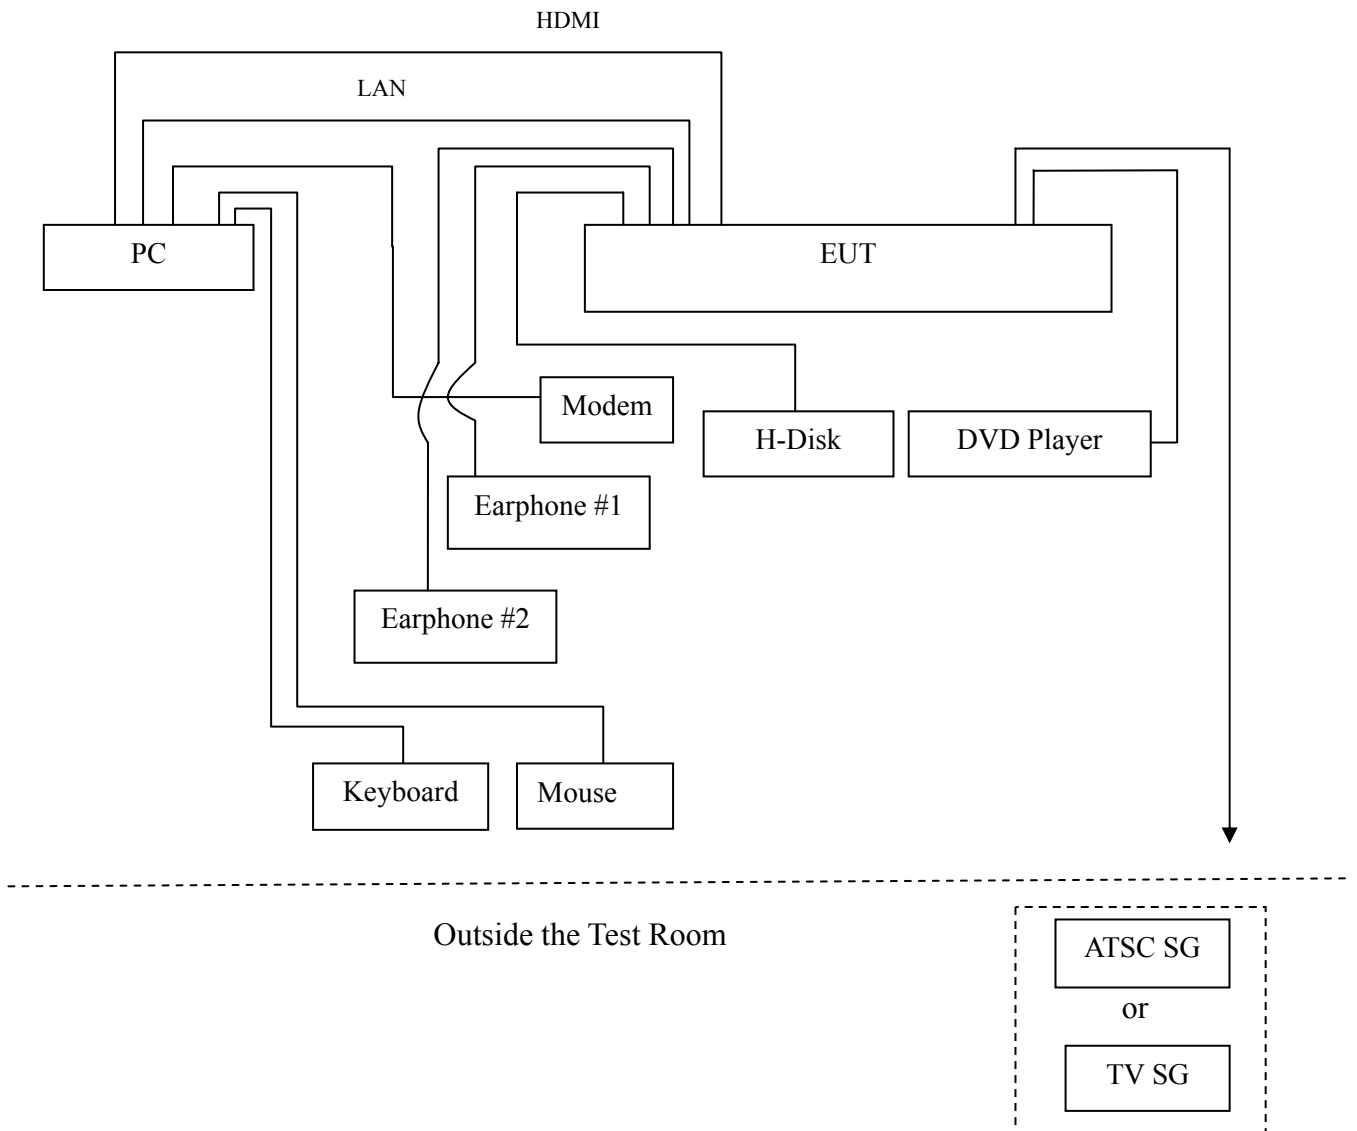 HDMI
LAN
PC
EUT
Modem
H-Disk
DVD Player
Earphone #1
Earphone #2
Keyboard
Mouse
Outside the Test Room
ATSC SG
or
TV SG